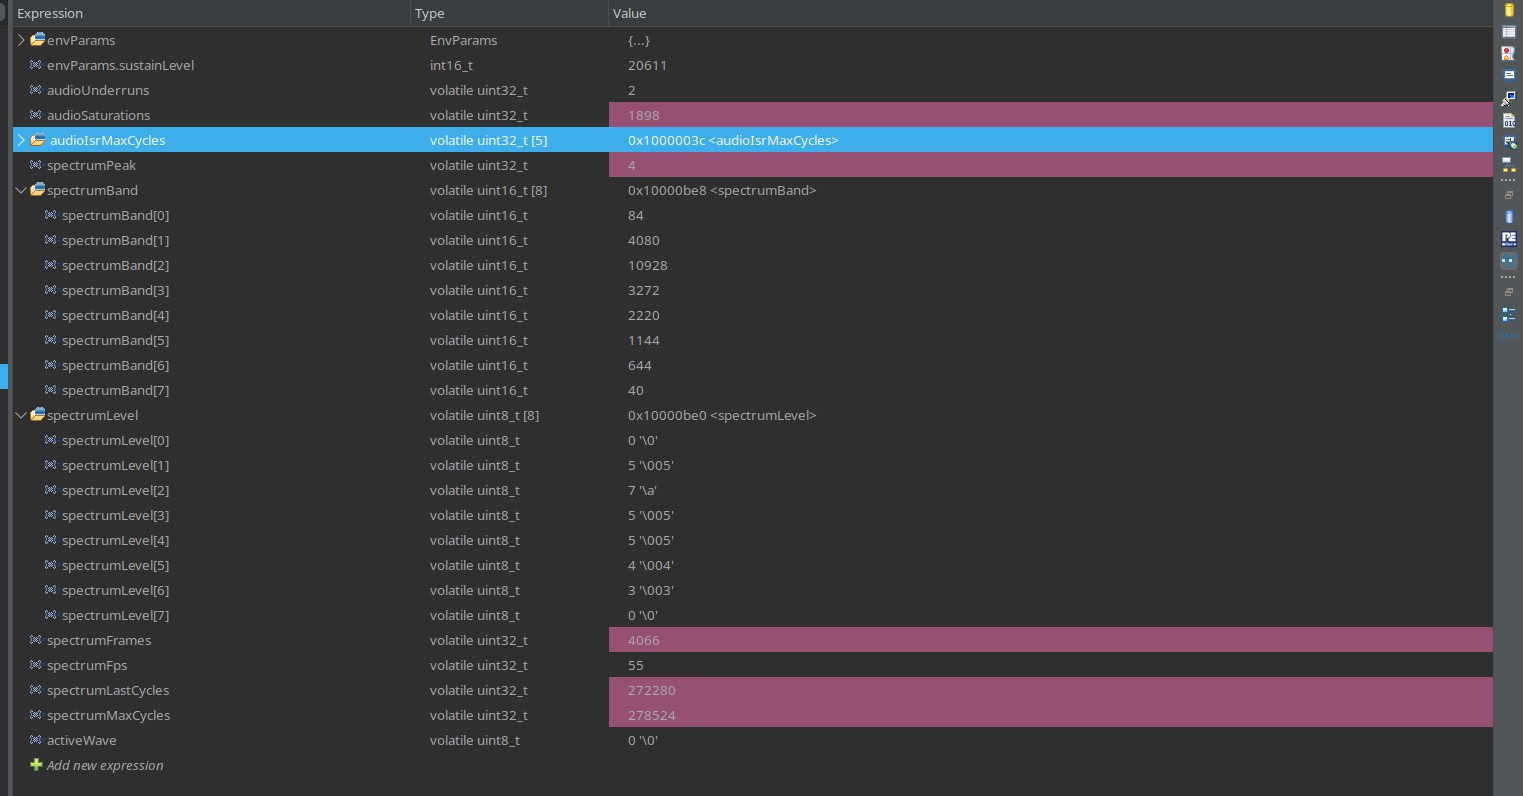 Expression Type Value
envParams EnvParams {...}
envParams.sustainLevel int16_t 20611
audioUnderruns volatile uint32_t 2
audioSaturations volatile uint32_t 1898
audioIsrMaxCycles volatile uint32_t [5] 0x1000003c <audioIsrMaxCycles>
spectrumPeak volatile uint32_t 4
spectrumBand volatile uint16_t [8] 0x10000be8 <spectrumBand>
spectrumBand[0] volatile uint16_t 84
spectrumBand[1] volatile uint16_t 4080
spectrumBand[2] volatile uint16_t 10928
spectrumBand[3] volatile uint16_t 3272
spectrumBand[4] volatile uint16_t 2220
spectrumBand[5] volatile uint16_t 1144
spectrumBand[6] volatile uint16_t 644
spectrumBand[7] volatile uint16_t 40
spectrumLevel volatile uint8_t [8] 0x10000be0 <spectrumLevel>
spectrumLevel[0] volatile uint8_t 0 '\0'
spectrumLevel[1] volatile uint8_t 5 '\005'
spectrumLevel[2] volatile uint8_t 7 '\a'
spectrumLevel[3] volatile uint8_t 5 '\005'
spectrumLevel[4] volatile uint8_t 5 '\005'
spectrumLevel[5] volatile uint8_t 4 '\004'
spectrumLevel[6] volatile uint8_t 3 '\003'
spectrumLevel[7] volatile uint8_t 0 '\0'
spectrumFrames volatile uint32_t 4066
spectrumFps volatile uint32_t 55
spectrumLastCycles volatile uint32_t 272280
spectrumMaxCycles volatile uint32_t 278524
activeWave volatile uint8_t 0 '\0'
Add new expression